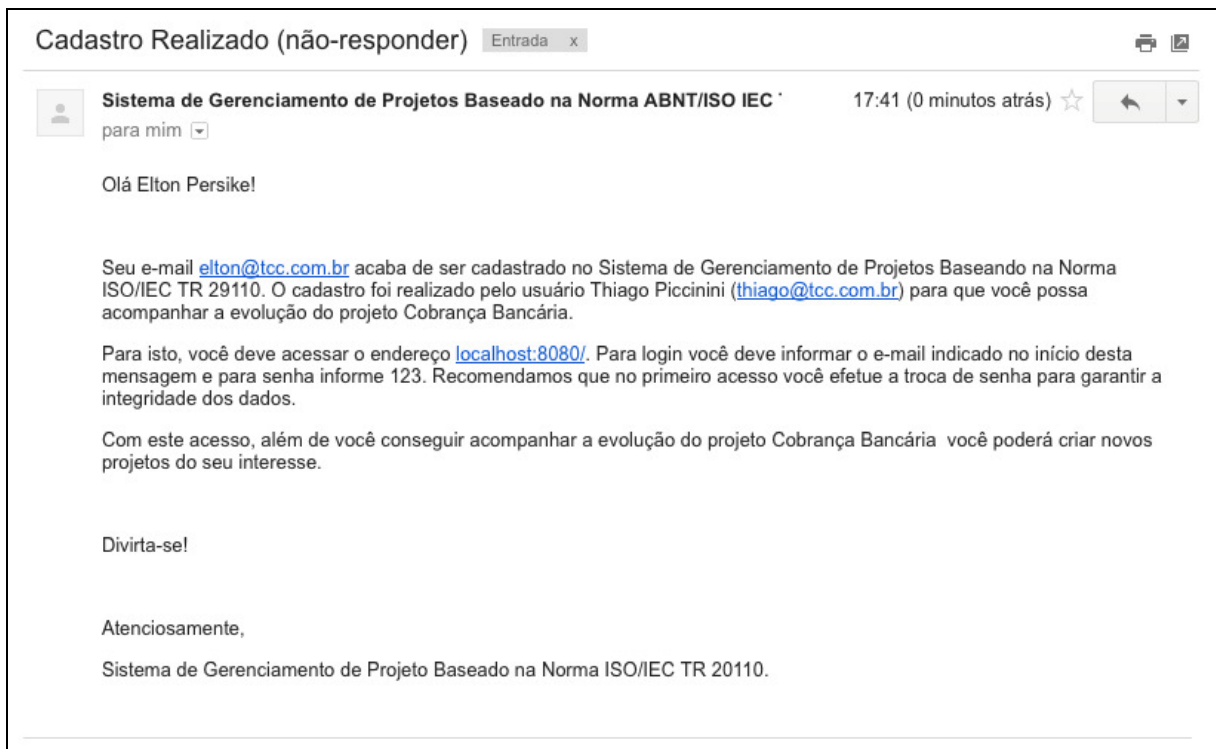 Cadastro Realizado (não-responder) Entrada x
Sistema de Gerenciamento de Projetos Baseado na Norma ABNT/ISO IEC 17:41 (0 minutos atrás)
para mim
Olá Elton Persike!
Seu e-mail elton@tcc.com.br acaba de ser cadastrado no Sistema de Gerenciamento de Projetos Baseando na Norma
ISO/IEC TR 29110. O cadastro foi realizado pelo usuário Thiago Piccinini (thiago@tcc.com.br) para que você possa
acompanhar a evolução do projeto Cobrança Bancária.
Para isto, você deve acessar o endereço localhost:8080/. Para login você deve informar o e-mail indicado no início desta
mensagem e para senha informe 123. Recomendamos que no primeiro acesso você efetue a troca de senha para garantir a
integridade dos dados.
Com este acesso, além de você conseguir acompanhar a evolução do projeto Cobrança Bancária  você poderá criar novos
projetos do seu interesse.
Divirta-se!
Atenciosamente,
Sistema de Gerenciamento de Projeto Baseado na Norma ISO/IEC TR 20110.